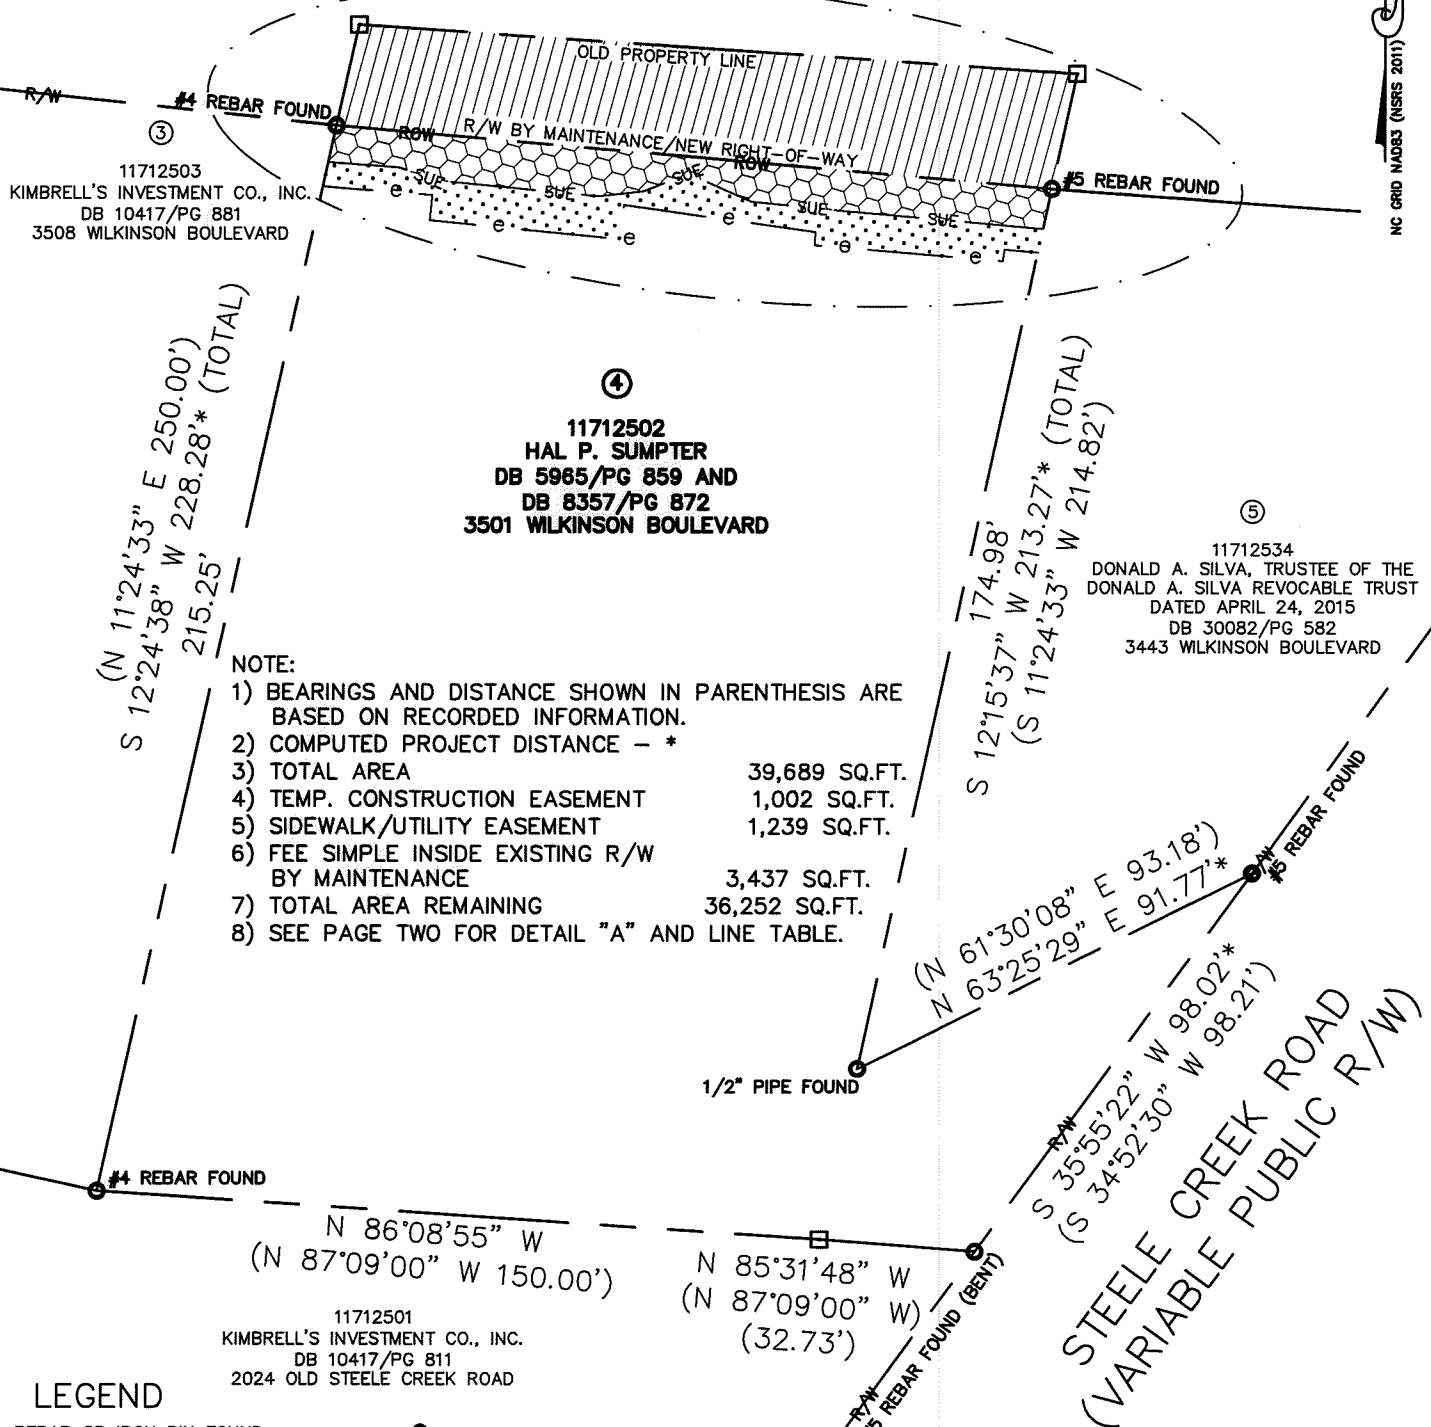 OLD PROPERTY LINE
R/W
#4 REBAR FOUND
ROW
R/W BY MAINTENANCE/NEW RIGHT-OF-WAY
ROW
#5 REBAR FOUND
NC GRID NAD83 (NSRS 2011)
3
11712503
KIMBRELL'S INVESTMENT CO., INC.
DB 10417/PG 881
3508 WILKINSON BOULEVARD
SUE
SUE
SUE
SUE
SUE
e
e
e
e
e
e
(N 11°24'33" E 250.00')
S 12°24'38" W 228.28'* (TOTAL)
215.25'
4
11712502
HAL P. SUMPTER
DB 5965/PG 859 AND
DB 8357/PG 872
3501 WILKINSON BOULEVARD
174.98'
S 12°15'37" W 213.27'* (TOTAL)
(S 11°24'33" W 214.82')
5
11712534
DONALD A. SILVA, TRUSTEE OF THE
DONALD A. SILVA REVOCABLE TRUST
DATED APRIL 24, 2015
DB 30082/PG 582
3443 WILKINSON BOULEVARD
NOTE:
1) BEARINGS AND DISTANCE SHOWN IN PARENTHESIS ARE
BASED ON RECORDED INFORMATION.
2) COMPUTED PROJECT DISTANCE - *
3) TOTAL AREA 39,689 SQ.FT.
4) TEMP. CONSTRUCTION EASEMENT 1,002 SQ.FT.
5) SIDEWALK/UTILITY EASEMENT 1,239 SQ.FT.
6) FEE SIMPLE INSIDE EXISTING R/W
BY MAINTENANCE 3,437 SQ.FT.
7) TOTAL AREA REMAINING 36,252 SQ.FT.
8) SEE PAGE TWO FOR DETAIL "A" AND LINE TABLE.
(N 61°30'08" E 93.18')
N 63°25'29" E 91.77'*
R/W
#5 REBAR FOUND
1/2" PIPE FOUND
R/W
S 35°55'22" W 98.02'*
(S 34°52'30" W 98.21')
STEELE CREEK ROAD
(VARIABLE PUBLIC R/W)
#4 REBAR FOUND
N 86°08'55" W
(N 87°09'00" W 150.00')
N 85°31'48" W
(N 87°09'00" W)
(32.73')
R/W
#5 REBAR FOUND (BENT)
11712501
KIMBRELL'S INVESTMENT CO., INC.
DB 10417/PG 811
2024 OLD STEELE CREEK ROAD
LEGEND